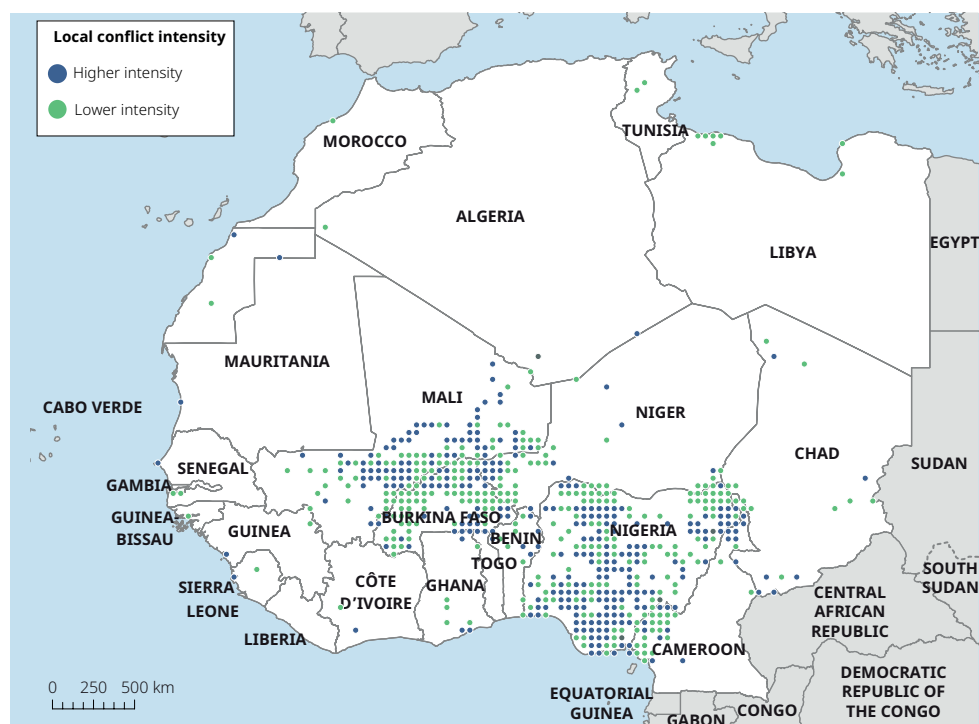 Local conflict intensity
Higher intensity
Lower intensity
TUNISIA
MOROCCO
ALGERIA
LIBYA
EGYPT
MAURITANIA
CABO VERDE
MALI
NIGER
CHAD
SUDAN
SENEGAL
GAMBIA
GUINEA-
BISSAU
GUINEA
BURKINA FASO
BENIN
NIGERIA
TOGO
SIERRA
LEONE
CÔTE
D'IVOIRE
GHANA
LIBERIA
SOUTH
SUDAN
CENTRAL
AFRICAN
REPUBLIC
CAMEROON
DEMOCRATIC
REPUBLIC OF
THE CONGO
EQUATORIAL
GUINEA
GABON
CONGO
0 250 500 km